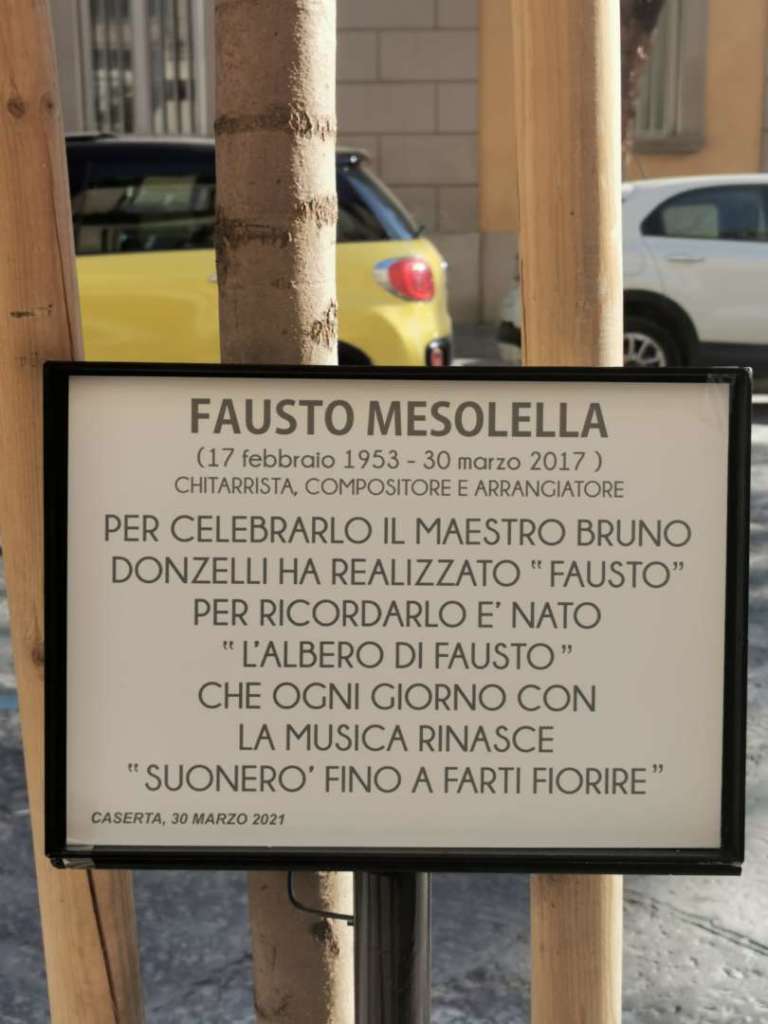 FAUSTO MESOLELLA
(17 febbraio 1953 - 30 marzo 2017 )
CHITARRISTA, COMPOSITORE E ARRANGIATORE
PER CELEBRARLO IL MAESTRO BRUNO
DONZELLI HA REALIZZATO “ FAUSTO”
PER RICORDARLO E’ NATO
“ L’ALBERO DI FAUSTO ”
CHE OGNI GIORNO CON
LA MUSICA RINASCE
“SUONERO’ FINO A FARTI FIORIRE”
CASERTA, 30 MARZO 2021